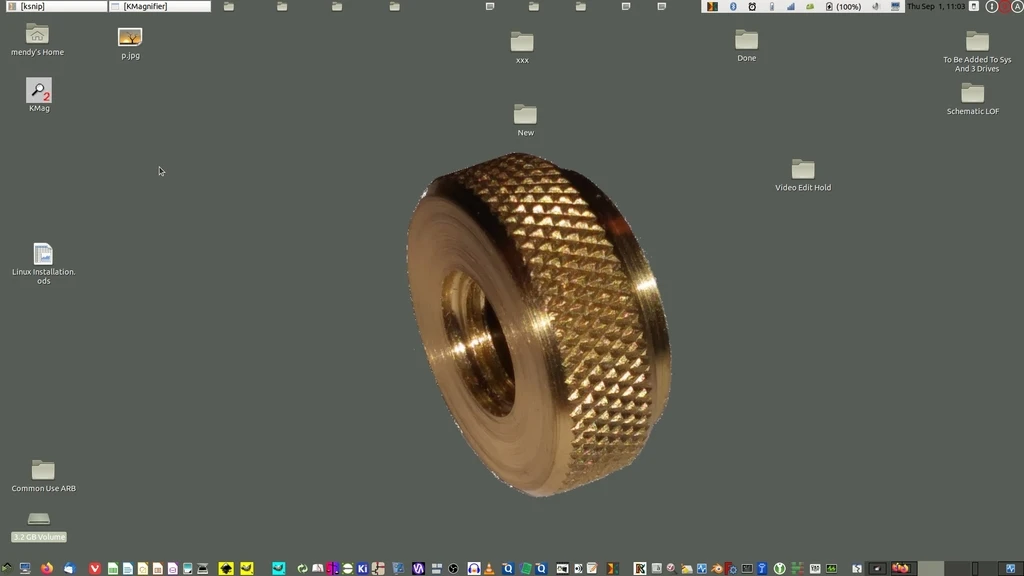 [ksnip]
[KMagnifier]
(100%)
Thu Sep 1, 11:03
mendy's Home
p.jpg
xxx
Done
To Be Added To Sys
And 3 Drives
KMag
Schematic LOF
New
Video Edit Hold
Linux Installation.
ods
Common Use ARB
3.2 GB Volume